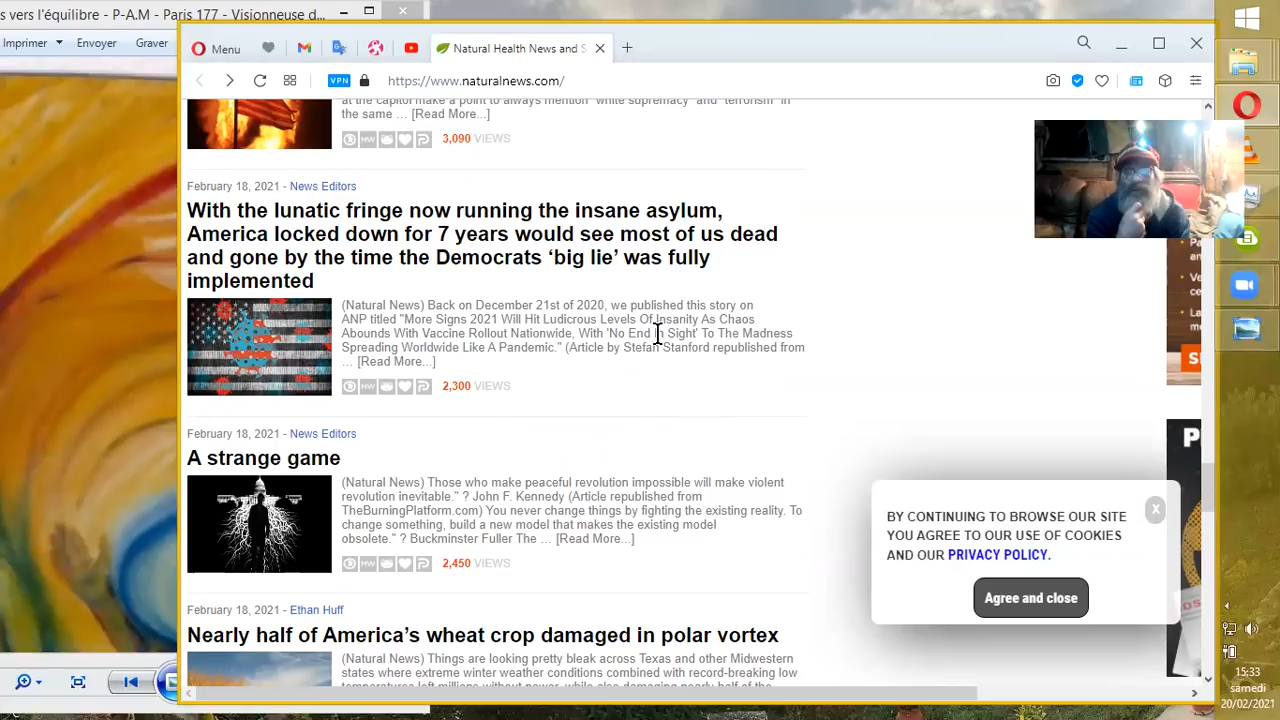 s vers l'équilibre - P-A-M - Paris 177 - Visionneuse d...
Imprimer Envoyer Graver
Menu
Natural Health News and S
VPN https://www.naturalnews.com/
at the capitol make a point to always mention "white supremacy" and "terrorism" in
the same … [Read More...]
3,090 VIEWS
February 18, 2021 - News Editors
With the lunatic fringe now running the insane asylum,
America locked down for 7 years would see most of us dead
and gone by the time the Democrats ‘big lie’ was fully
implemented
(Natural News) Back on December 21st of 2020, we published this story on
ANP titled "More Signs 2021 Will Hit Ludicrous Levels Of Insanity As Chaos
Abounds With Vaccine Rollout Nationwide, With 'No End In Sight' To The Madness
Spreading Worldwide Like A Pandemic." (Article by Stefan Stanford republished from
… [Read More...]
2,300 VIEWS
February 18, 2021 - News Editors
A strange game
(Natural News) Those who make peaceful revolution impossible will make violent
revolution inevitable." ? John F. Kennedy (Article republished from
TheBurningPlatform.com) You never change things by fighting the existing reality. To
change something, build a new model that makes the existing model
obsolete." ? Buckminster Fuller The … [Read More...]
2,450 VIEWS
February 18, 2021 - Ethan Huff
Nearly half of America’s wheat crop damaged in polar vortex
(Natural News) Things are looking pretty bleak across Texas and other Midwestern
states where extreme winter weather conditions combined with record-breaking low
BY CONTINUING TO BROWSE OUR SITE
YOU AGREE TO OUR USE OF COOKIES
AND OUR PRIVACY POLICY.
X
Agree and close
15:33
samedi
20/02/2021